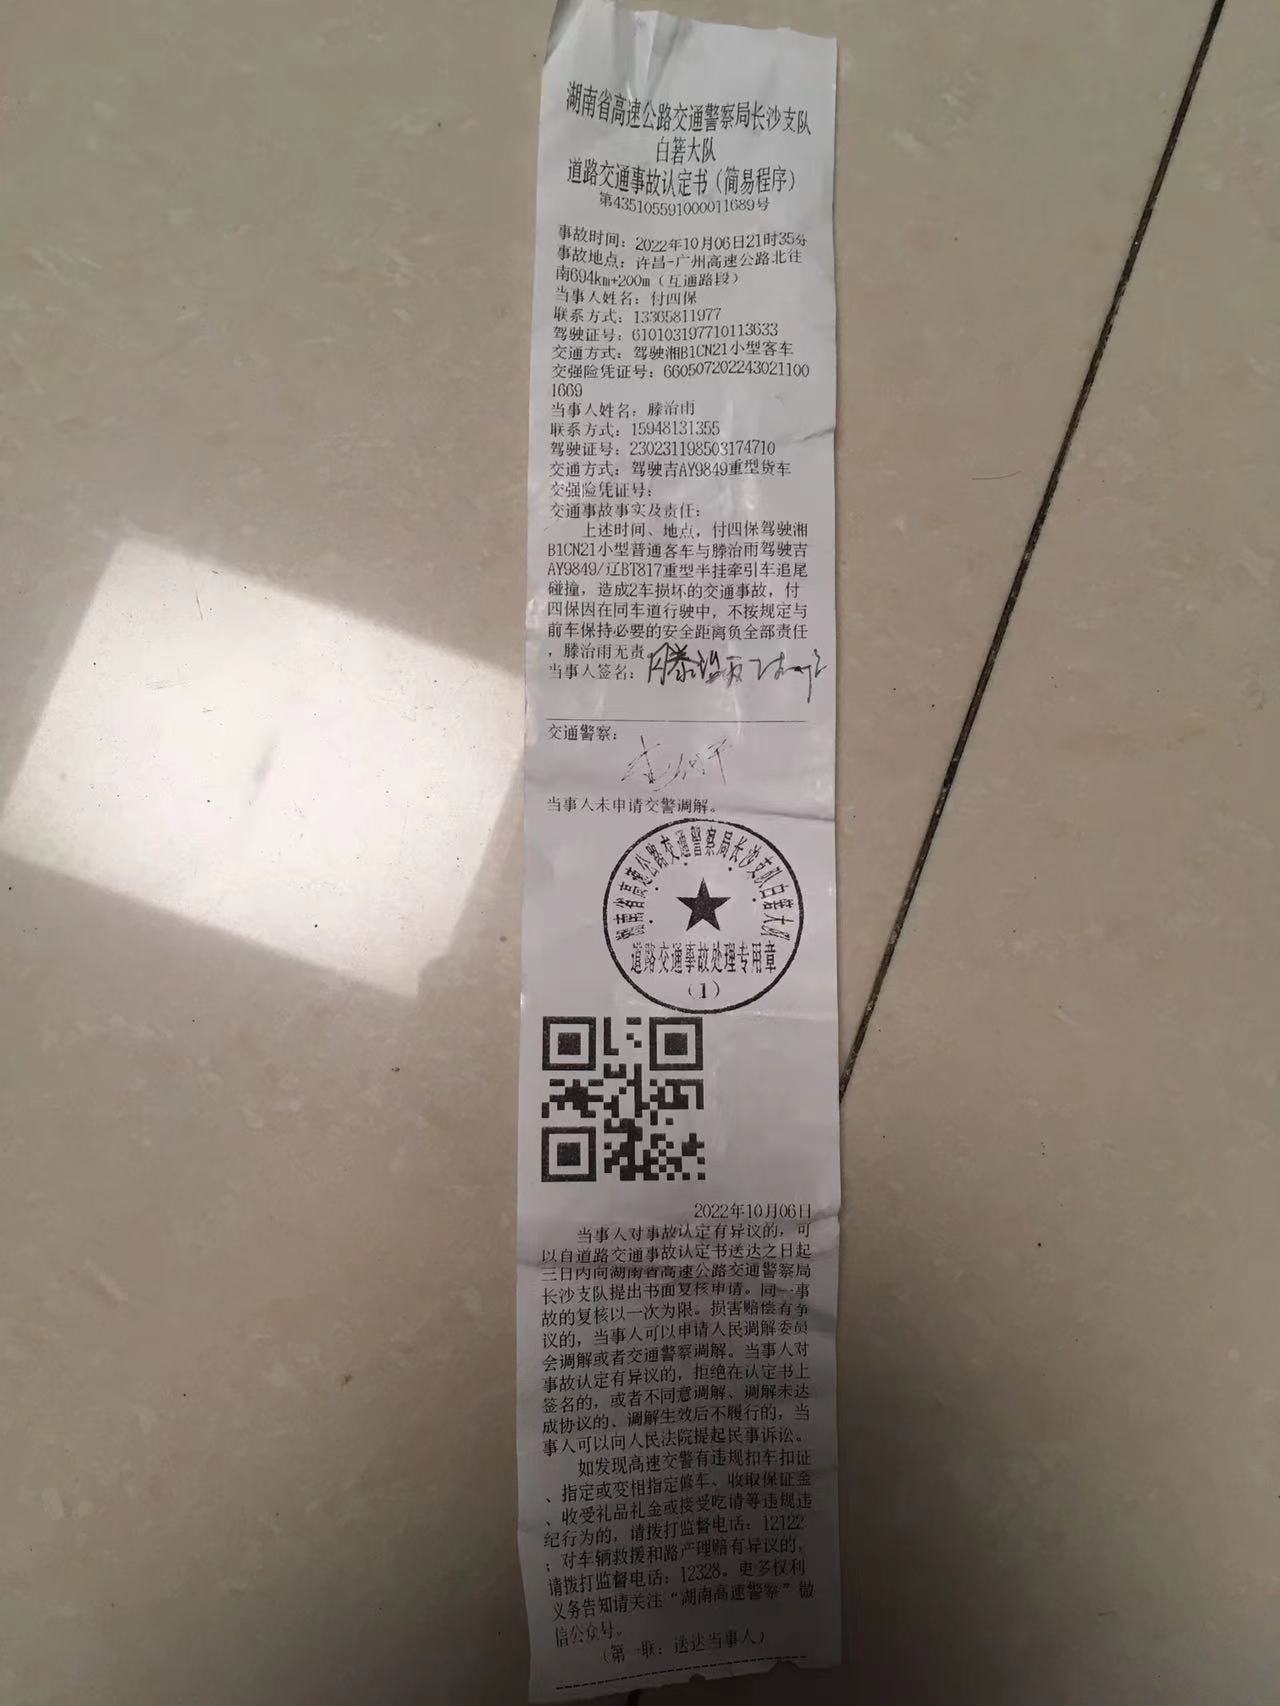 湖南省高速公路交通警察局长沙支队
白箬大队
道路交通事故认定书（简易程序）
第435105591000011689号
事故时间：2022年10月06日21时35分
事故地点：许昌-广州高速公路北往
南694km+200m（互通路段）
当事人姓名：付四保
联系方式：13365811977
驾驶证号：610103197710113633
交通方式：驾驶湘B1CN21小型客车
交强险凭证号：660507202243021100
1669
当事人姓名：滕治雨
联系方式：15948131355
驾驶证号：230231198503174710
交通方式：驾驶吉AY9849重型货车
交强险凭证号：
交通事故事实及责任：
上述时间、地点，付四保驾驶湘
B1CN21小型普通客车与滕治雨驾驶吉
AY9849/辽BT817重型半挂牵引车追尾
碰撞，造成2车损坏的交通事故，付
四保因在同车道行驶中，不按规定与
前车保持必要的安全距离负全部责任
，滕治雨无责
当事人签名：滕治雨
交通警察：
当事人未申请交警调解。
湖南省高速公路交通警察局长沙支队白箬大队
道路交通事故处理专用章
（1）
2022年10月06日
当事人对事故认定有异议的，可
以自道路交通事故认定书送达之日起
三日内向湖南省高速公路交通警察局
长沙支队提出书面复核申请。同一事
故的复核以一次为限。损害赔偿有争
议的，当事人可以申请人民调解委员
会调解或者交通警察调解。当事人对
事故认定有异议的，拒绝在认定书上
签名的，或者不同意调解、调解未达
成协议的、调解生效后不履行的，当
事人可以向人民法院提起民事诉讼。
如发现高速交警有违规扣车扣证
、指定或变相指定修车、收取保证金
、收受礼品礼金或接受吃请等违规违
纪行为的，请拨打监督电话：12122
；对车辆救援和路产理赔有异议的，
请拨打监督电话：12328。更多权利
义务告知请关注“湖南高速警察”微
信公众号。
（第一联：送达当事人）